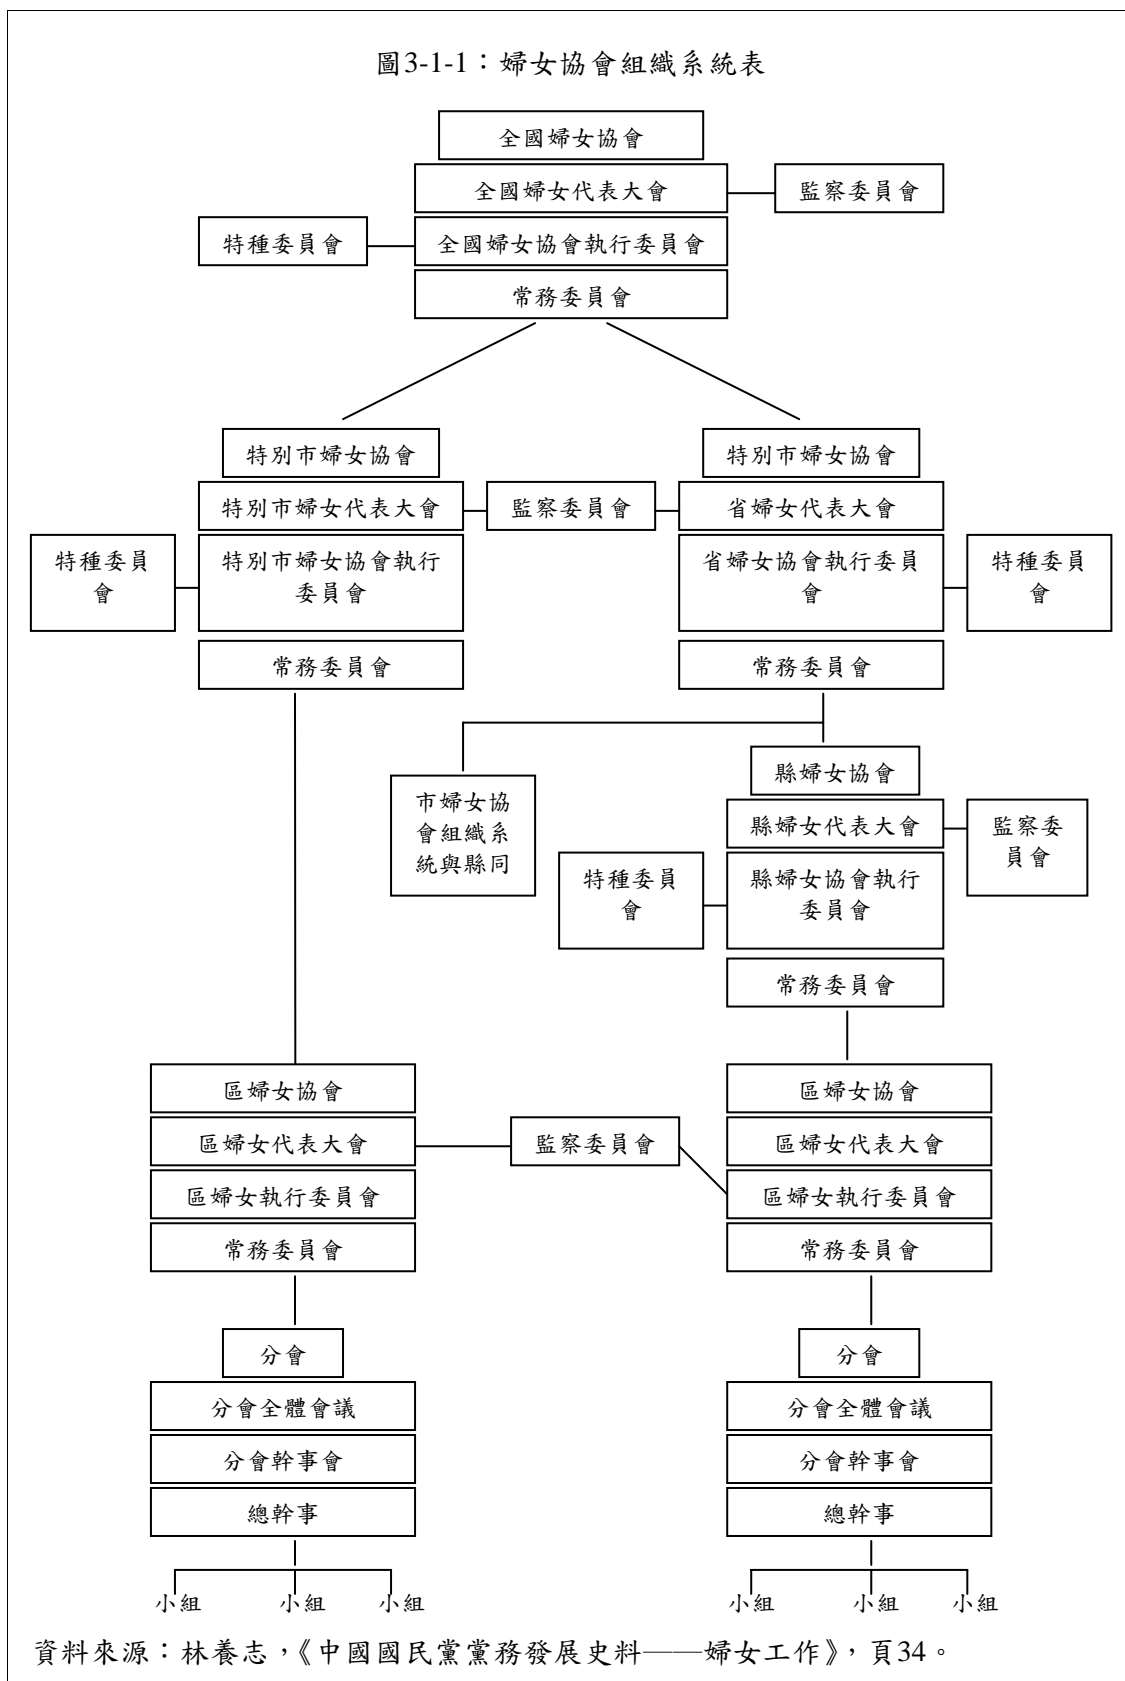 圖3-1-1：婦女協會組織系統表
全國婦女協會
全國婦女代表大會
監察委員會
特種委員會
全國婦女協會執行委員會
常務委員會
特別市婦女協會
特別市婦女協會
特別市婦女代表大會
監察委員會
省婦女代表大會
特種委員
會
特別市婦女協會執行
委員會
省婦女協會執行委員
會
特種委員
會
常務委員會
常務委員會
市婦女協
會組織系
統與縣同
縣婦女協會
縣婦女代表大會
監察委
員會
特種委員
會
縣婦女協會執行
委員會
常務委員會
區婦女協會
區婦女協會
區婦女代表大會
監察委員會
區婦女代表大會
區婦女執行委員會
區婦女執行委員會
常務委員會
常務委員會
分會
分會
分會全體會議
分會全體會議
分會幹事會
分會幹事會
總幹事
總幹事
小組
小組
小組
小組
小組
小組
資料來源：林養志，《中國國民黨黨務發展史料——婦女工作》，頁34。